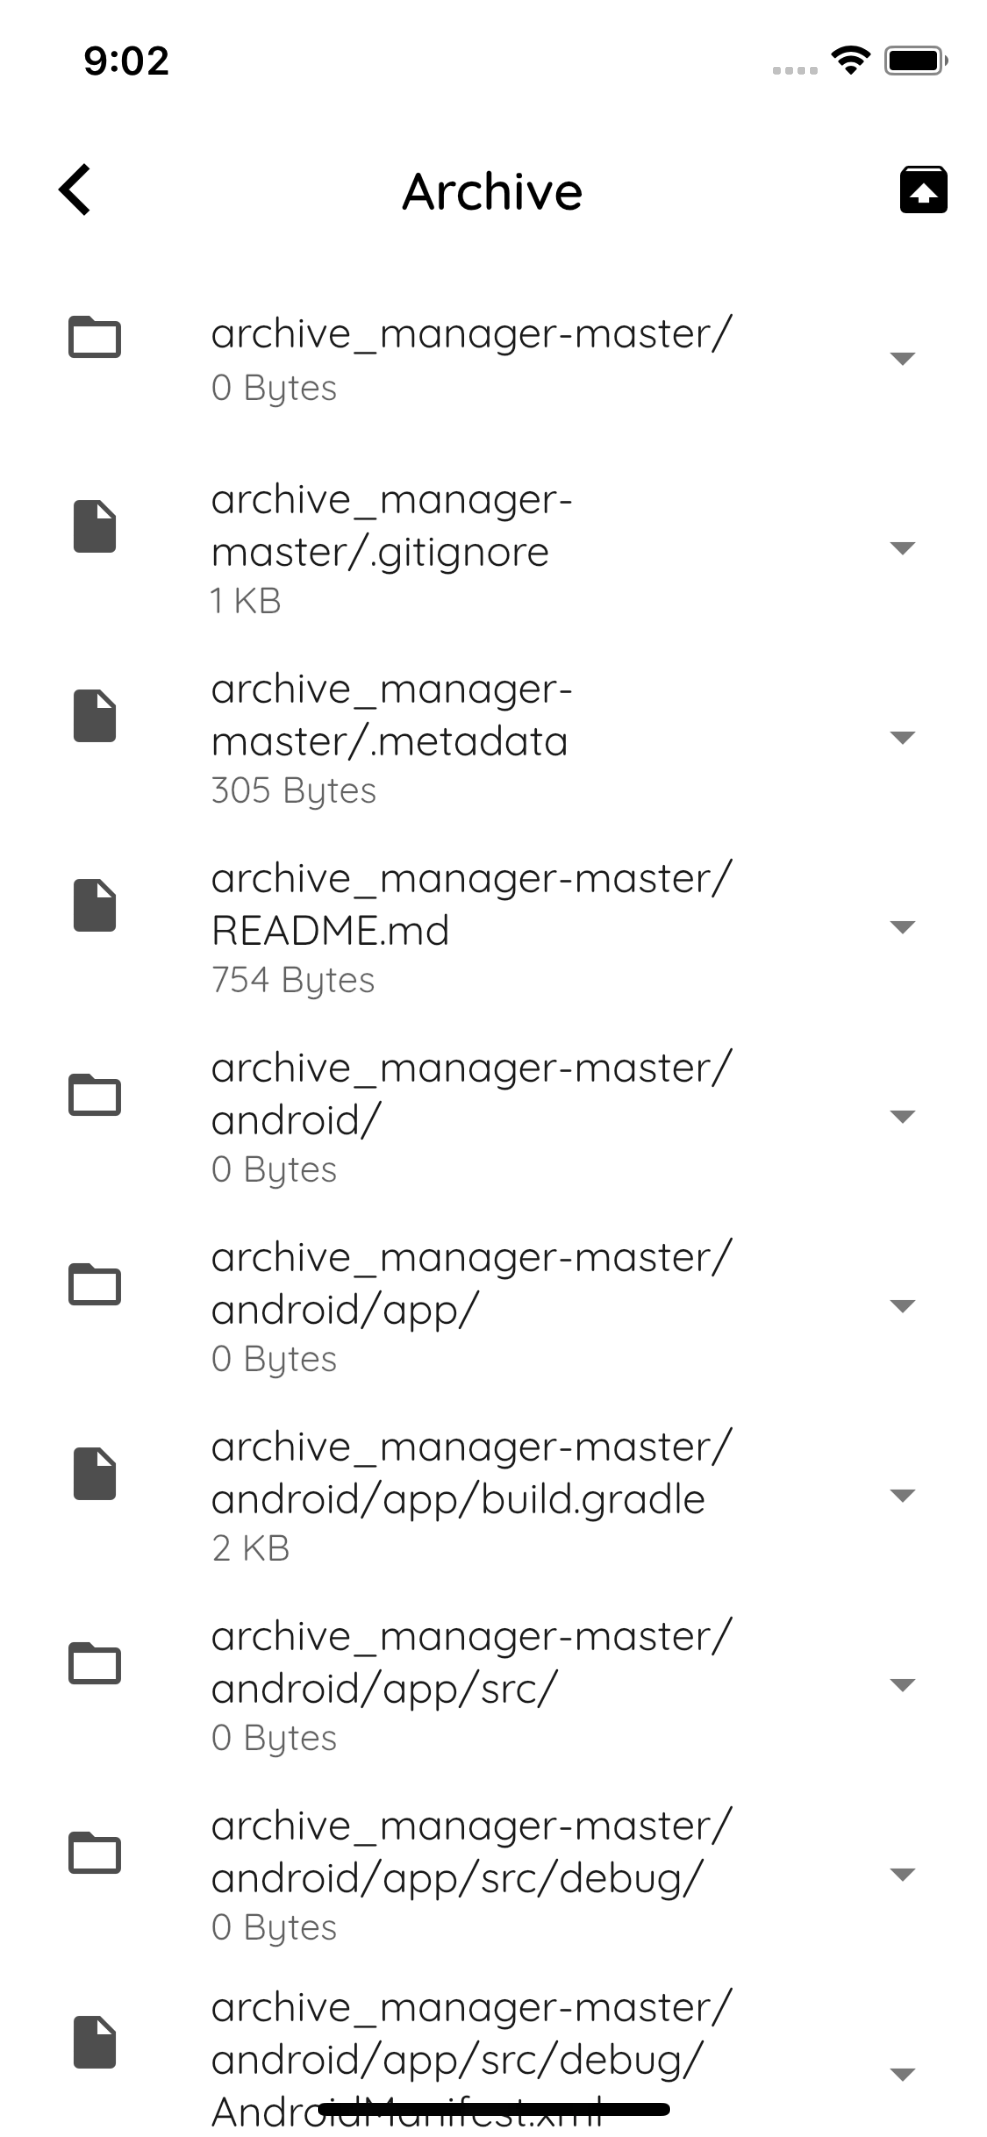 9:02
Archive
archive_manager-master/
0 Bytes
archive_manager-
master/.gitignore
1 KB
archive_manager-
master/.metadata
305 Bytes
archive_manager-master/
README.md
754 Bytes
archive_manager-master/
android/
0 Bytes
archive_manager-master/
android/app/
0 Bytes
archive_manager-master/
android/app/build.gradle
2 KB
archive_manager-master/
android/app/src/
0 Bytes
archive_manager-master/
android/app/src/debug/
0 Bytes
archive_manager-master/
android/app/src/debug/
AndroidManifest.xml